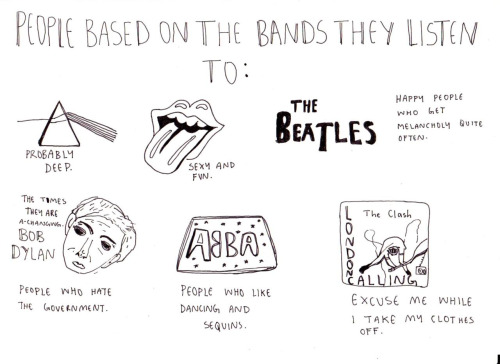 PEOPLE BASED ON THE BANDS THEY LISTEN
TO:
PROBABLY
DEEP.
SEXY AND
FUN.
THE
BEATLES
HAPPY PEOPLE
WHO GET
MELANCHOLY QUITE
OFTEN.
THE TIMES
THEY ARE
A-CHANGING.
BOB
DYLAN
PEOPLE WHO HATE
THE GOVERNMENT.
ABBA
PEOPLE WHO LIKE
DANCING AND
SEQUINS.
The Clash
LONDON
CALLING
EXCUSE ME WHILE
I TAKE MY CLOTHES
OFF.